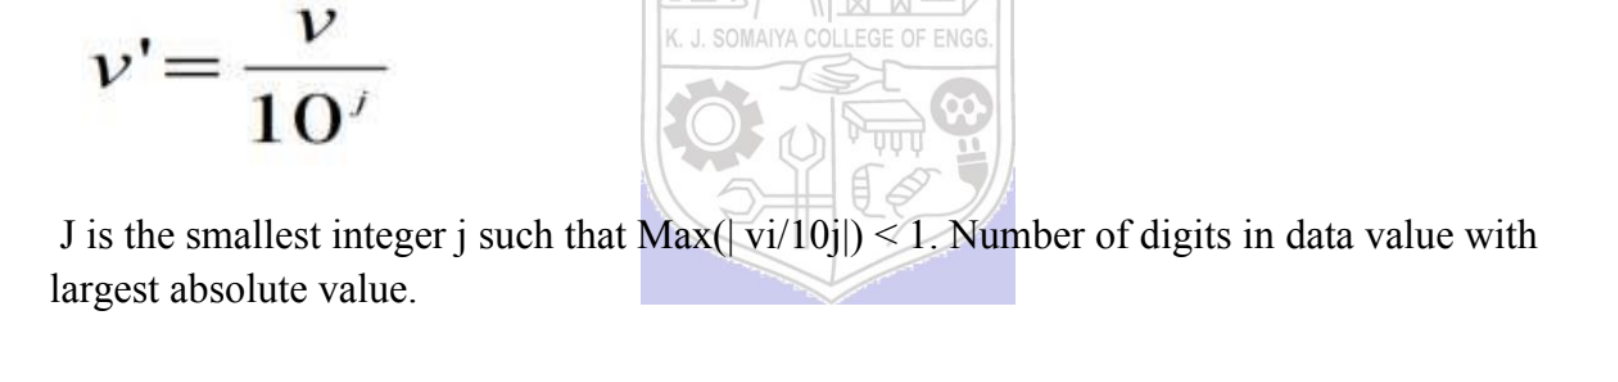 v'= v
10^j
K. J. SOMAIYA COLLEGE OF ENGG.
J is the smallest integer j such that Max(| vi/10j|) < 1. Number of digits in data value with
largest absolute value.